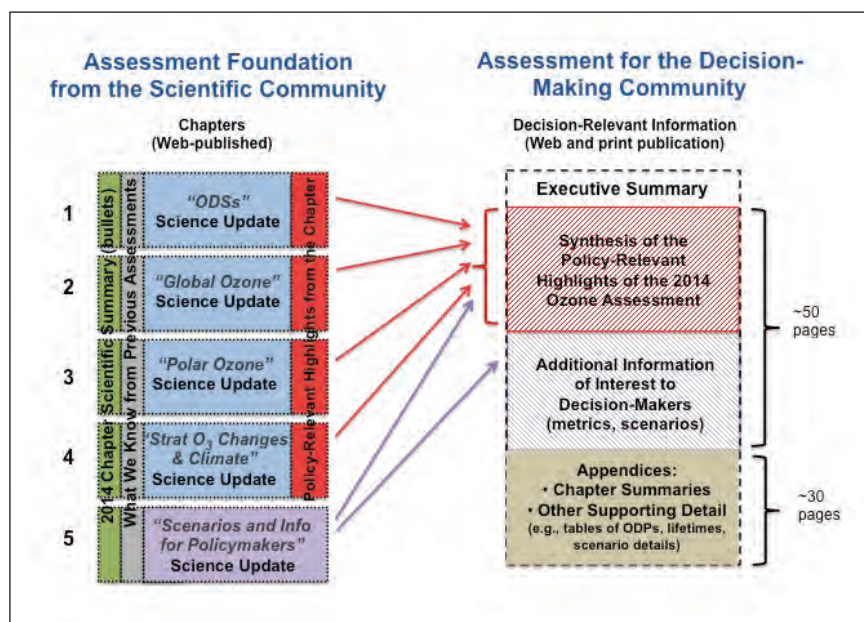 Assessment Foundation
from the Scientific Community
Chapters
(Web-published)
2014 Chapter Scientific Summary (bullets)
What We Know from Previous Assessments
Policy-Relevant Highlights from the Chapter
1
“ODSs”
Science Update
2
“Global Ozone”
Science Update
3
“Polar Ozone”
Science Update
4
“Strat O3 Changes
& Climate”
Science Update
5
“Scenarios and Info
for Policymakers”
Science Update
Assessment for the Decision-
Making Community
Decision-Relevant Information
(Web and print publication)
Executive Summary
Synthesis of the
Policy-Relevant
Highlights of the 2014
Ozone Assessment
Additional Information
of Interest to
Decision-Makers
(metrics, scenarios)
~50
pages
Appendices:
• Chapter Summaries
• Other Supporting Detail
(e.g., tables of ODPs, lifetimes,
scenario details)
~30
pages